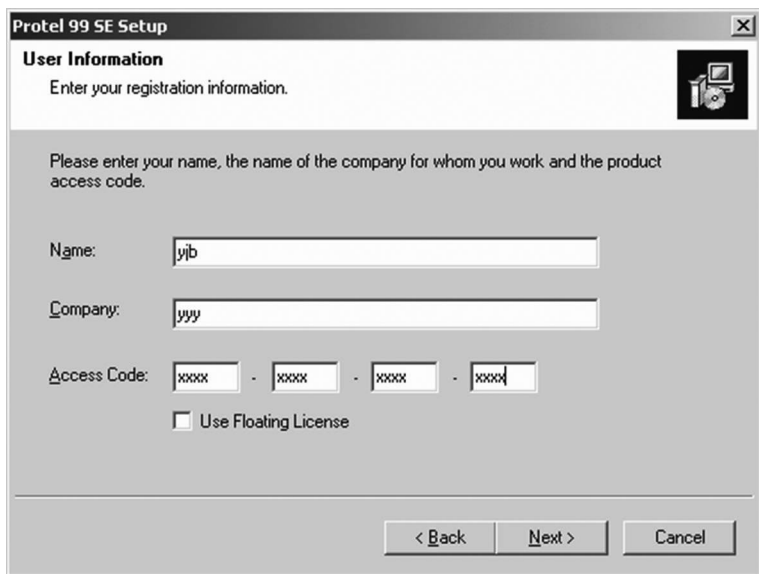 Protel 99 SE Setup
User Information
Enter your registration information.
Please enter your name, the name of the company for whom you work and the product
access code.
Name: yjb
Company: yyy
Access Code: xxxx - xxxx - xxxx - xxxx
Use Floating License
< Back Next > Cancel